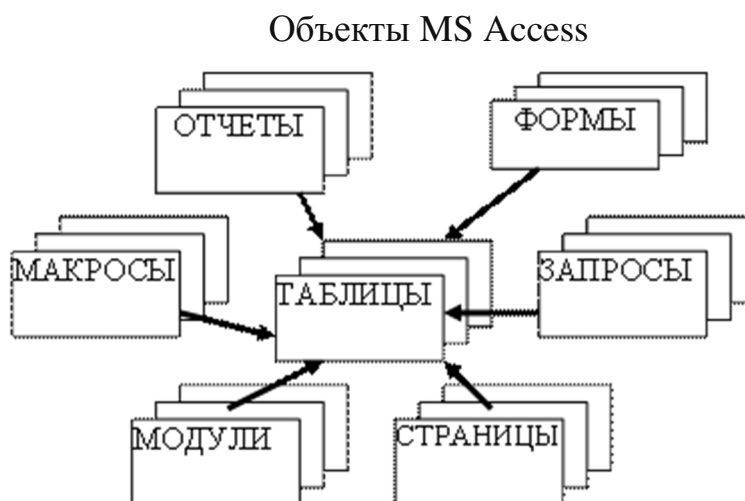 Объекты MS Access
ОТЧЕТЫ
ФОРМЫ
МАКРОСЫ
ТАБЛИЦЫ
ЗАПРОСЫ
МОДУЛИ
СТРАНИЦЫ